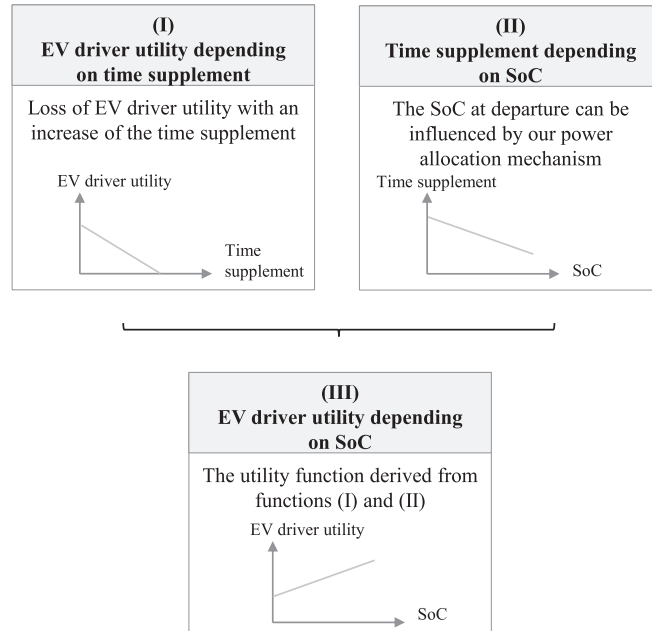 (I)
EV driver utility depending
on time supplement
Loss of EV driver utility with an
increase of the time supplement
EV driver utility
Time
supplement
(II)
Time supplement depending
on SoC
The SoC at departure can be
influenced by our power
allocation mechanism
Time supplement
SoC
(III)
EV driver utility depending
on SoC
The utility function derived from
functions (I) and (II)
EV driver utility
SoC